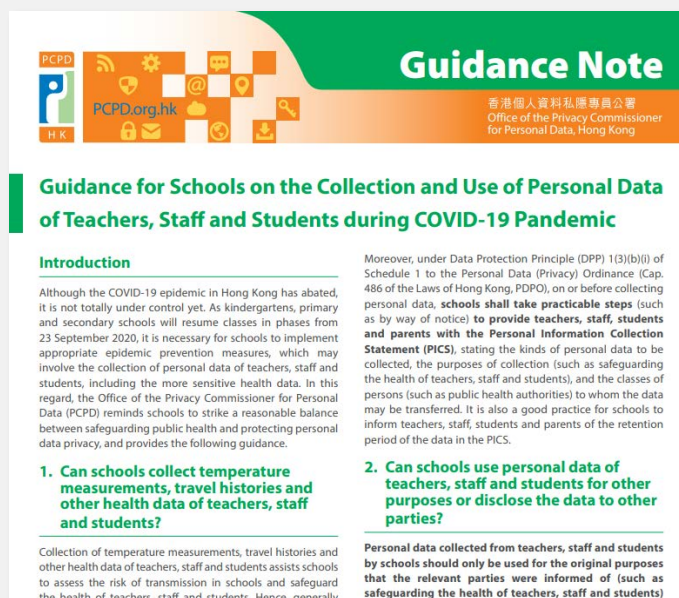 PCPD
PCPD.org.hk
H K
Guidance Note
香港個人資料私隱專員公署
Office of the Privacy Commissioner
for Personal Data, Hong Kong
Guidance for Schools on the Collection and Use of Personal Data
of Teachers, Staff and Students during COVID-19 Pandemic
Introduction
Although the COVID-19 epidemic in Hong Kong has abated,
it is not totally under control yet. As kindergartens, primary
and secondary schools will resume classes in phases from
23 September 2020, it is necessary for schools to implement
appropriate epidemic prevention measures, which may
involve the collection of personal data of teachers, staff and
students, including the more sensitive health data. In this
regard, the Office of the Privacy Commissioner for Personal
Data (PCPD) reminds schools to strike a reasonable balance
between safeguarding public health and protecting personal
data privacy, and provides the following guidance.
1. Can schools collect temperature
measurements, travel histories and
other health data of teachers, staff
and students?
Collection of temperature measurements, travel histories and
other health data of teachers, staff and students assists schools
to assess the risk of transmission in schools and safeguard
the health of teachers, staff and students. Hence, generally
Moreover, under Data Protection Principle (DPP) 1(3)(b)(i) of
Schedule 1 to the Personal Data (Privacy) Ordinance (Cap.
486 of the Laws of Hong Kong, PDPO), on or before collecting
personal data, schools shall take practicable steps (such
as by way of notice) to provide teachers, staff, students
and parents with the Personal Information Collection
Statement (PICS), stating the kinds of personal data to be
collected, the purposes of collection (such as safeguarding
the health of teachers, staff and students), and the classes of
persons (such as public health authorities) to whom the data
may be transferred. It is also a good practice for schools to
inform teachers, staff, students and parents of the retention
period of the data in the PICS.
2. Can schools use personal data of
teachers, staff and students for other
purposes or disclose the data to other
parties?
Personal data collected from teachers, staff and students
by schools should only be used for the original purposes
that the relevant parties were informed of (such as
safeguarding the health of teachers, staff and students)